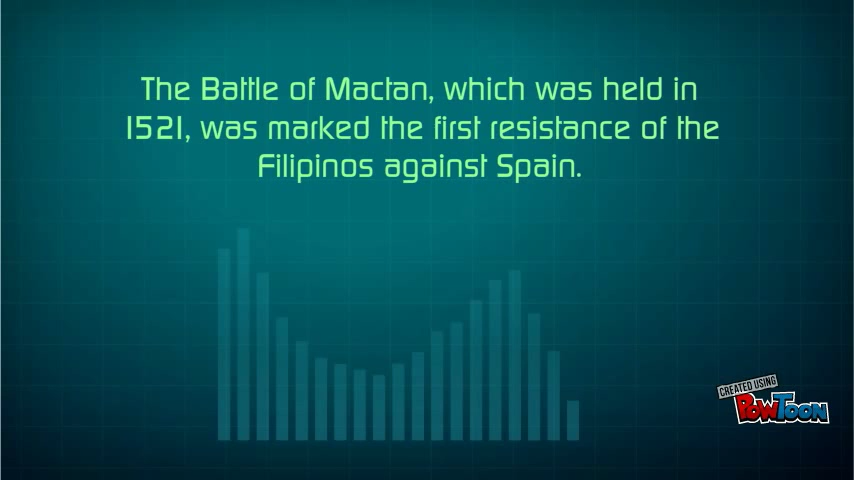 The Battle of Mactan, which was held in
1521, was marked the first resistance of the
Filipinos against Spain.
CREATED USING
POWTOON